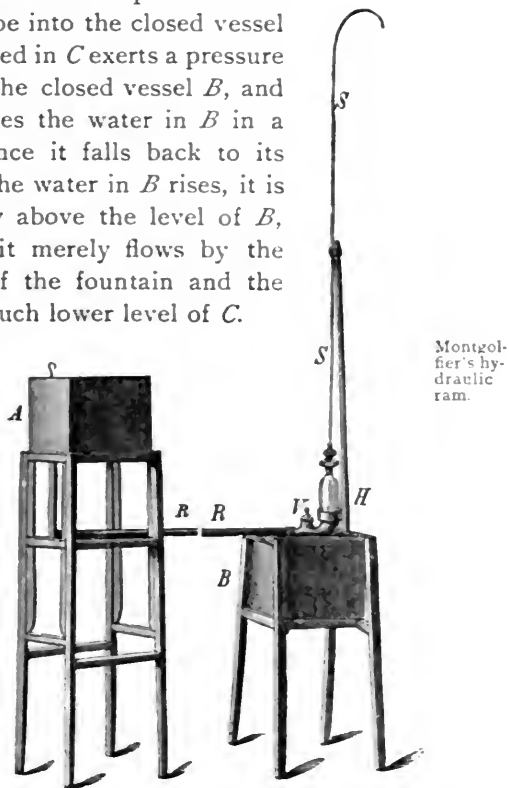 be into the closed vessel
ed in C exerts a pressure
he closed vessel B, and
es the water in B in a
nce it falls back to its
he water in B rises, it is
above the level of B,
it merely flows by the
f the fountain and the
uch lower level of C.
S
S
Montgol-
fier's hy-
draulic
ram.
S
A
R R
V H
B